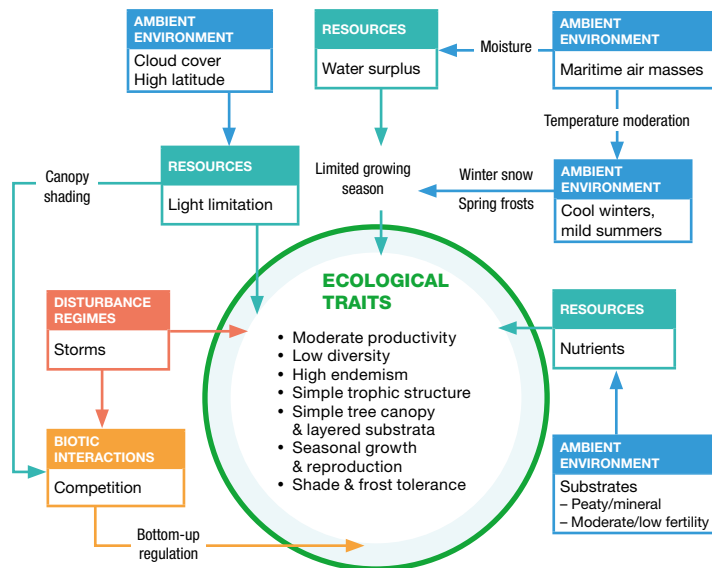 AMBIENT
ENVIRONMENT
Cloud cover
High latitude
RESOURCES
Water surplus
Moisture
AMBIENT
ENVIRONMENT
Maritime air masses
Temperature moderation
Canopy
shading
RESOURCES
Light limitation
Limited growing
season
Winter snow
Spring frosts
AMBIENT
ENVIRONMENT
Cool winters,
mild summers
DISTURBANCE
REGIMES
Storms
ECOLOGICAL
TRAITS
• Moderate productivity
• Low diversity
• High endemism
• Simple trophic structure
• Simple tree canopy
& layered substrata
• Seasonal growth
& reproduction
• Shade & frost tolerance
RESOURCES
Nutrients
BIOTIC
INTERACTIONS
Competition
AMBIENT
ENVIRONMENT
Substrates
– Peaty/mineral
– Moderate/low fertility
Bottom-up
regulation